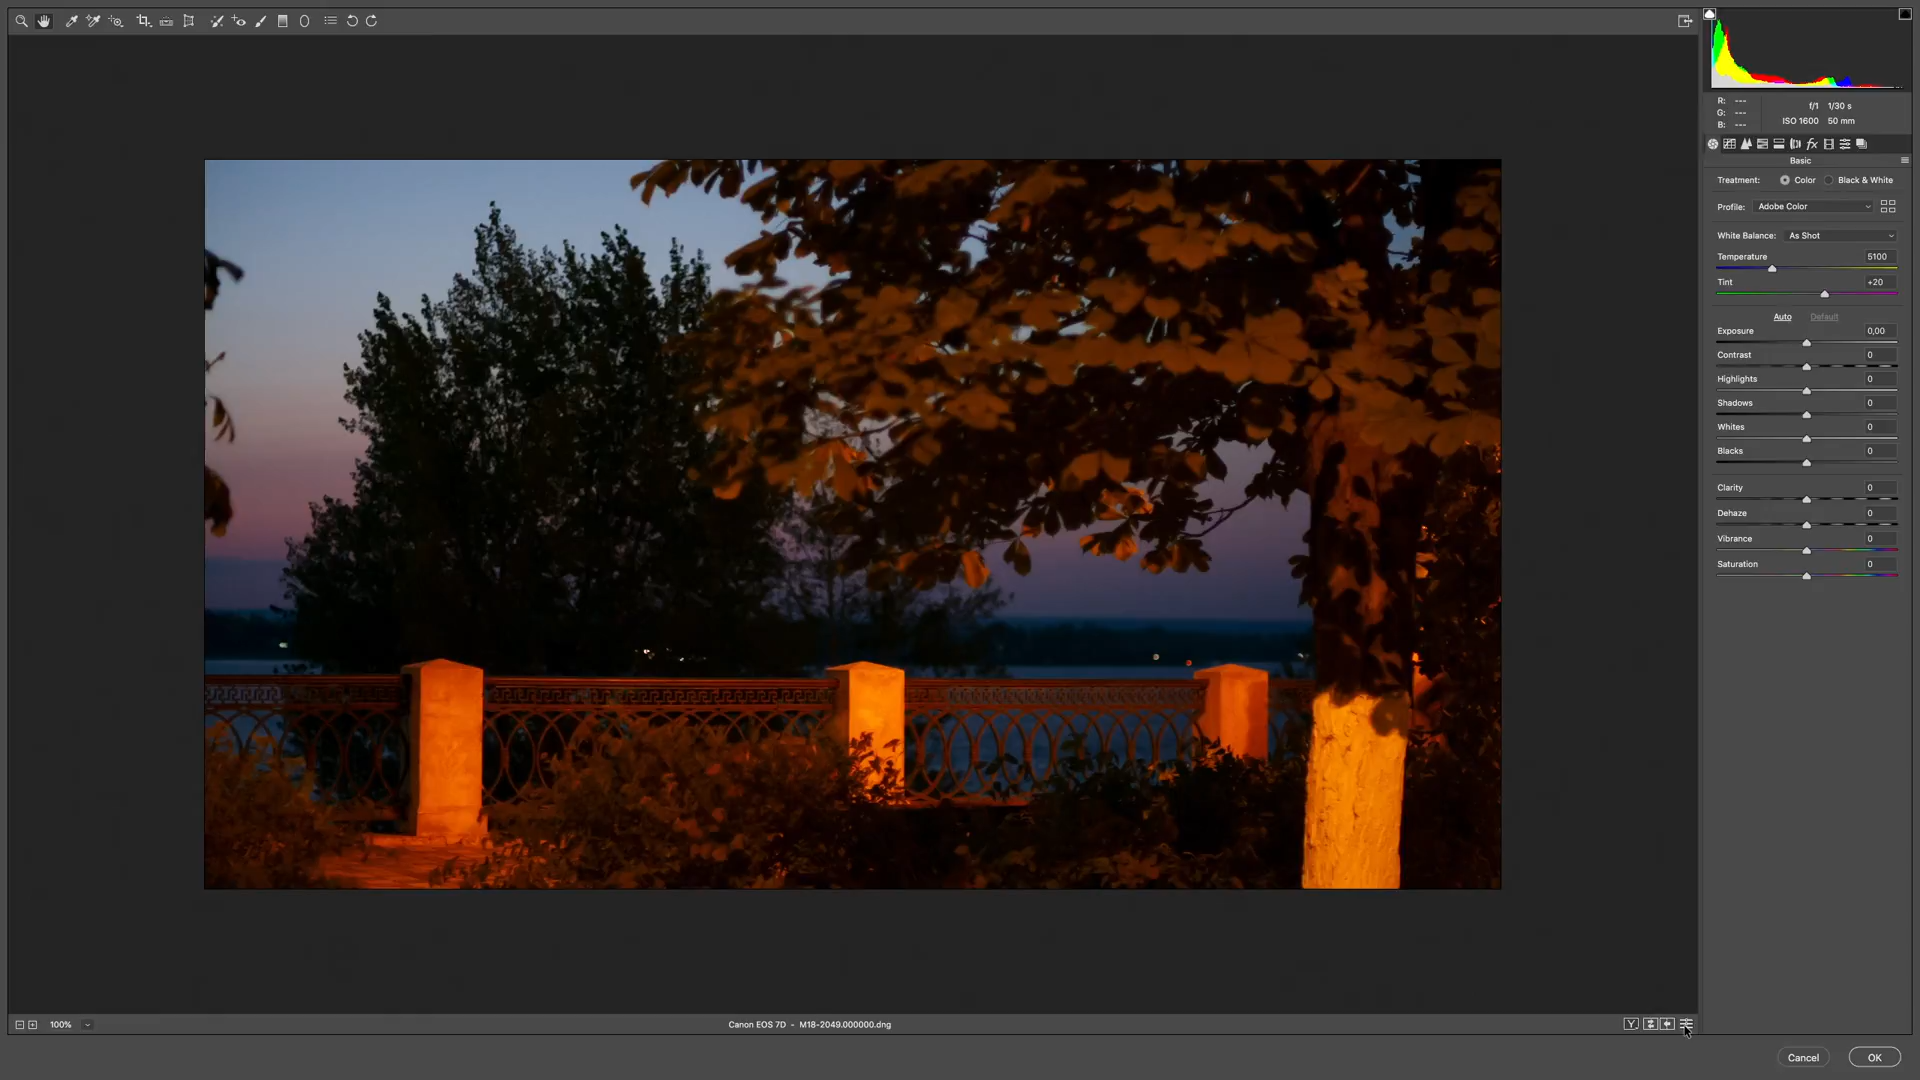 R: ---
G: ---
B: ---
f/1 1/30 s
ISO 1600 50 mm
fx
Basic
Treatment: Color Black & White
Profile: Adobe Color
White Balance: As Shot
Temperature 5100
Tint +20
Auto Default
Exposure 0,00
Contrast 0
Highlights 0
Shadows 0
Whites 0
Blacks 0
Clarity 0
Dehaze 0
Vibrance 0
Saturation 0
100%
Canon EOS 7D - M18-2049.000000.dng
Y
Cancel OK